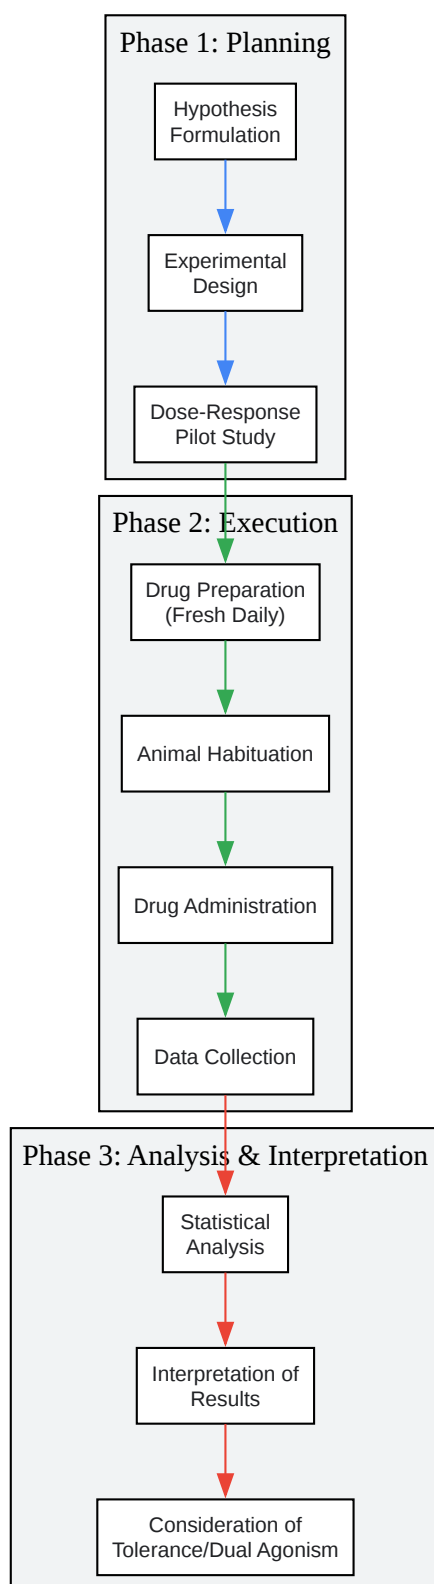 Phase 1: Planning
Hypothesis
Formulation
Experimental
Design
Dose-Response
Pilot Study
Phase 2: Execution
Drug Preparation
(Fresh Daily)
Animal Habituation
Drug Administration
Data Collection
Phase 3: Analysis & Interpretation
Statistical
Analysis
Interpretation of
Results
Consideration of
Tolerance/Dual Agonism